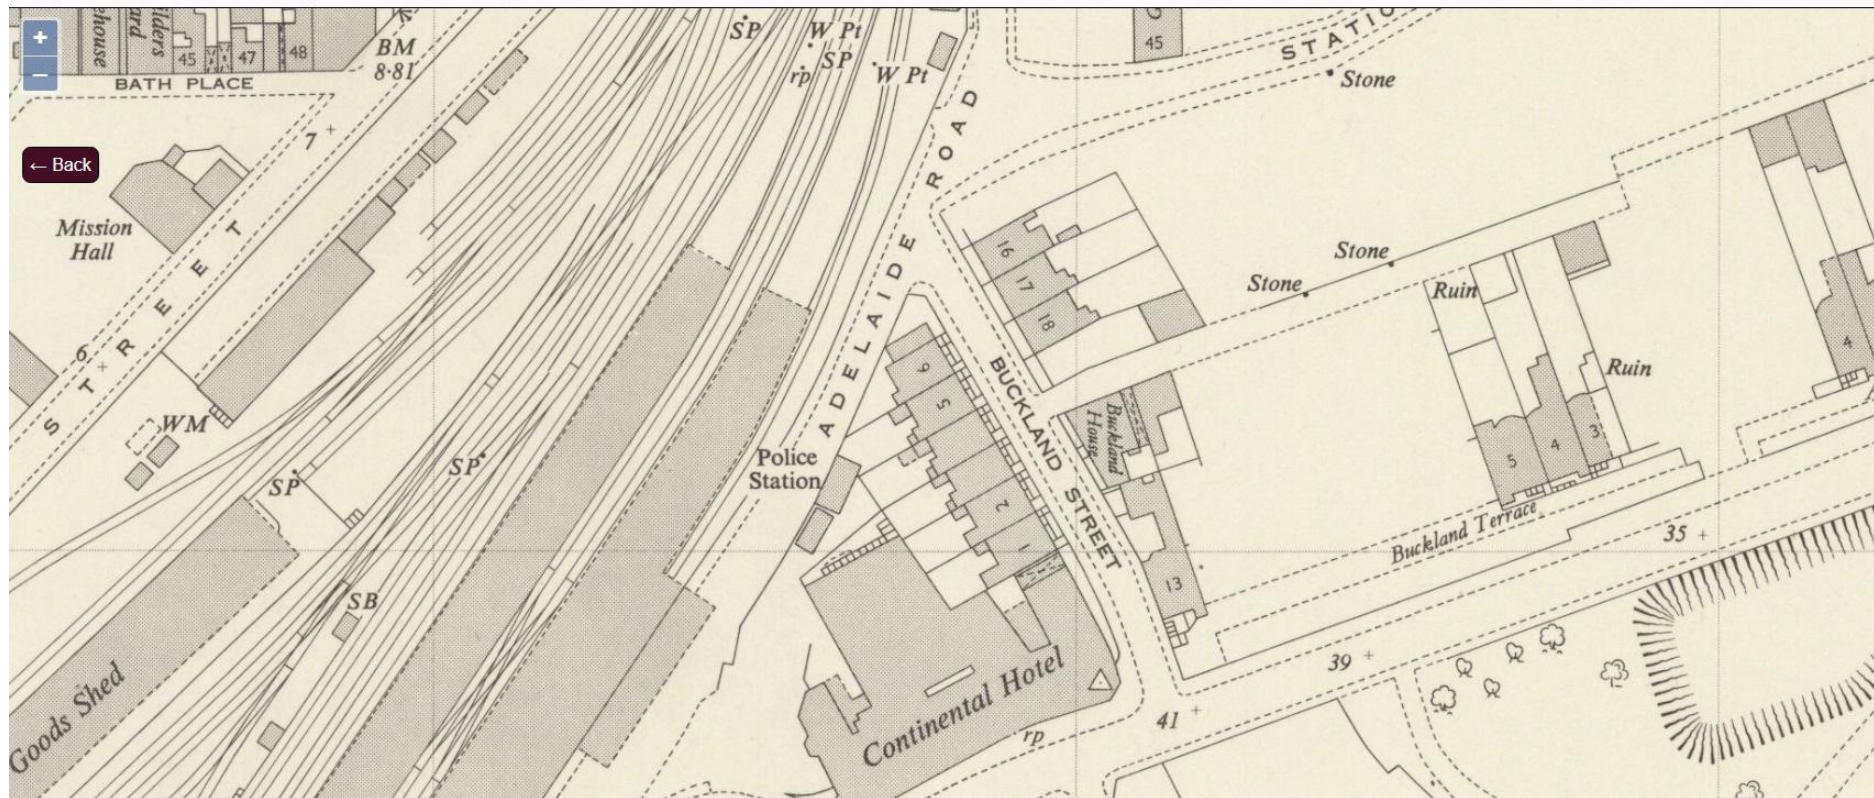 +
−
← Back
ehouse
ilders
ard
45
47
48
BATH PLACE
BM
8·81
SP
W Pt
SP
rp
W Pt
45
STATIO
Stone
7
Mission
Hall
STREET
6
WM
SP
SP
SB
Goods Shed
ADELAIDE ROAD
Police
Station
16
17
18
BUCKLAND STREET
6
5
2
1
Buckland
House
13
Stone
Stone
Ruin
Ruin
5
4
3
4
Buckland Terrace
35
39
41
Continental Hotel
rp